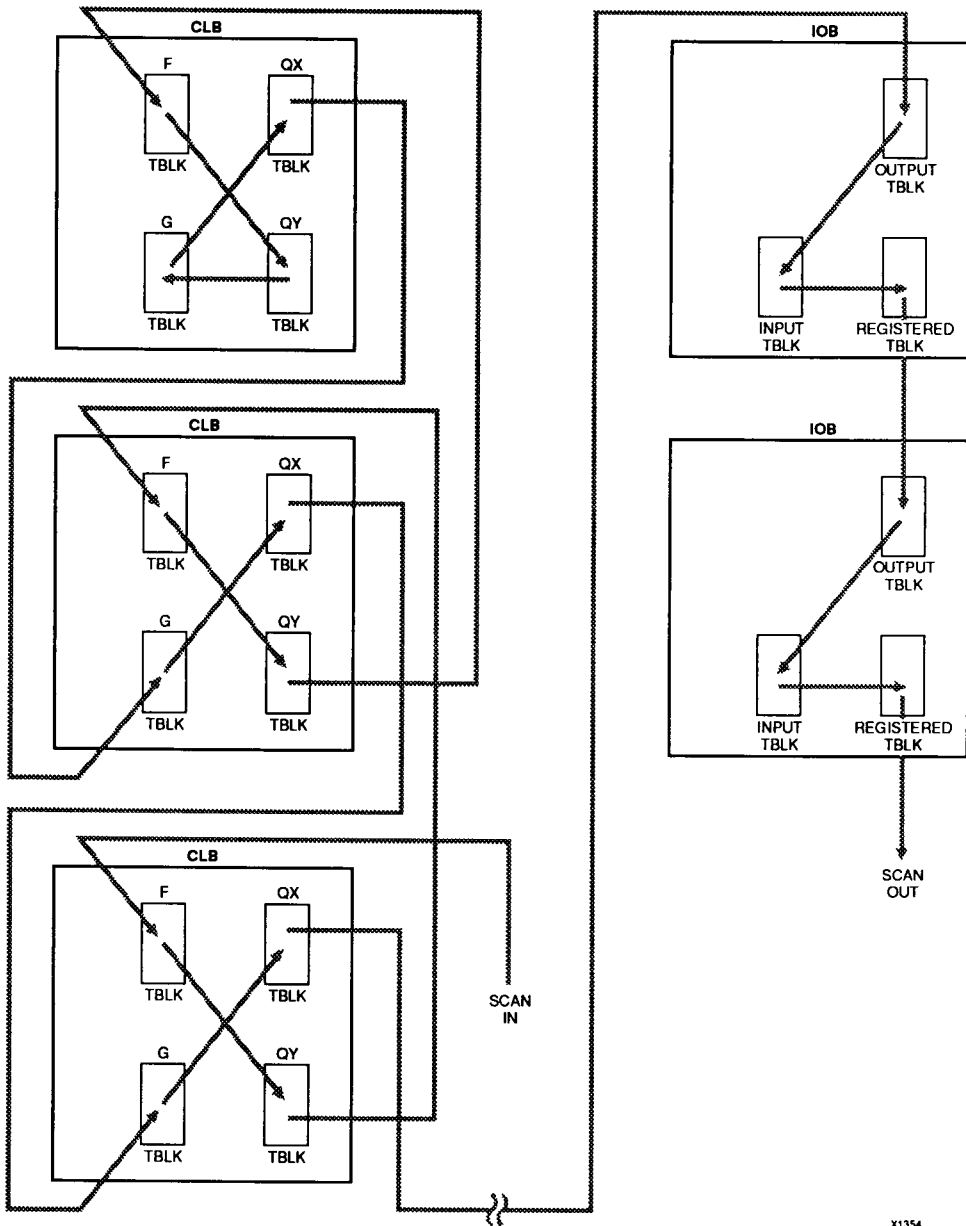 CLB
F
QX
TBLK
TBLK
G
QY
TBLK
TBLK
CLB
F
QX
TBLK
TBLK
G
QY
TBLK
TBLK
CLB
F
QX
TBLK
TBLK
G
QY
TBLK
TBLK
SCAN
IN
IOB
OUTPUT
TBLK
INPUT
TBLK
REGISTERED
TBLK
IOB
OUTPUT
TBLK
INPUT
TBLK
REGISTERED
TBLK
SCAN
OUT
X1354